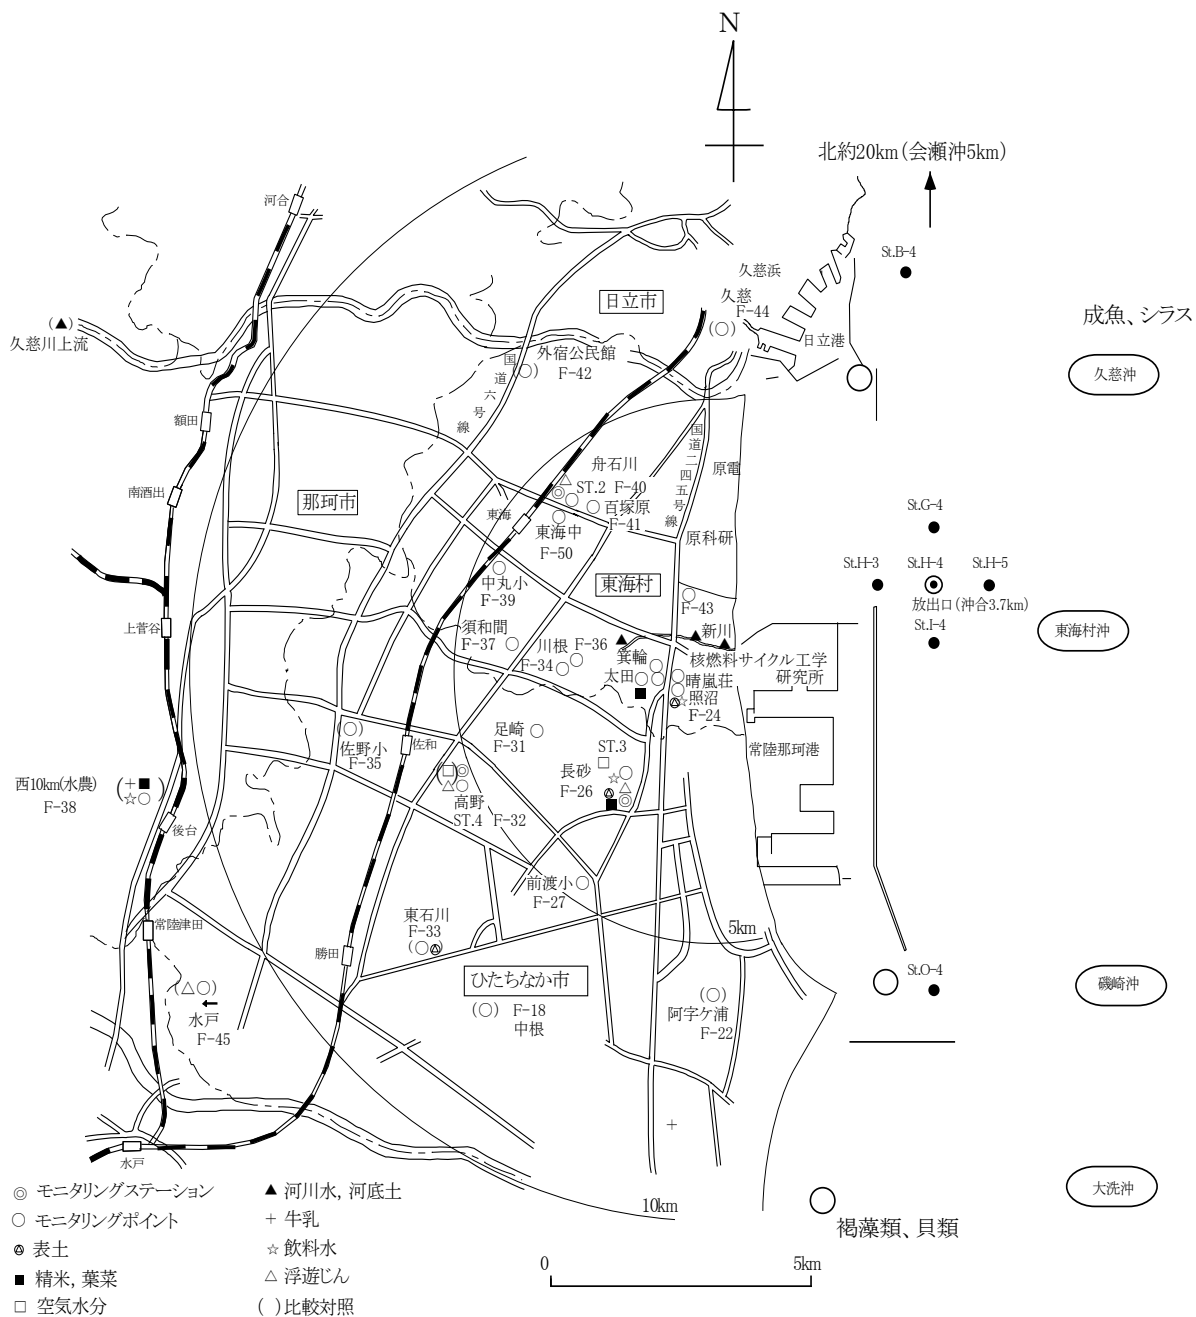 N
北約20km(会瀬沖5km)
河合
St.B-4
久慈浜
日立市
久慈
F-44
(○)
成魚、シラス
(▲)
久慈川上流
日立港
国道六号線
外宿公民館
(○)
F-42
久慈沖
額田
国道二四五号線
原電
舟石川
ST.2 F-40
南酒出
那珂市
百塚原
F-41
St.G-4
東海
東海中
F-50
原科研
St.H-3
St.H-4
St.H-5
中丸小
F-39
東海村
F-43
放出口(沖合3.7km)
St.I-4
上菅谷
須和間
F-37
新川
東海村沖
川根
F-36
F-34
箕輪
太田
核燃料サイクル工学
研究所
晴嵐荘
照沼
F-24
(○)
佐野小
F-35
佐和
足崎
F-31
ST.3
常陸那珂港
西10km(水農)
F-38
(+■
☆○)
長砂
F-26
高野
ST.4 F-32
後台
前渡小
F-27
常陸津田
東石川
F-33
(○)
5km
勝田
ひたちなか市
St.O-4
磯崎沖
(△○)
水戸
F-45
(○) F-18
中根
(○)
阿字ケ浦
F-22
水戸
10km
大洗沖
褐藻類、貝類
◎ モニタリングステーション
○ モニタリングポイント
表土
■ 精米, 葉菜
□ 空気水分
▲ 河川水, 河底土
+ 牛乳
☆ 飲料水
△ 浮遊じん
( ) 比較対照
0
5km